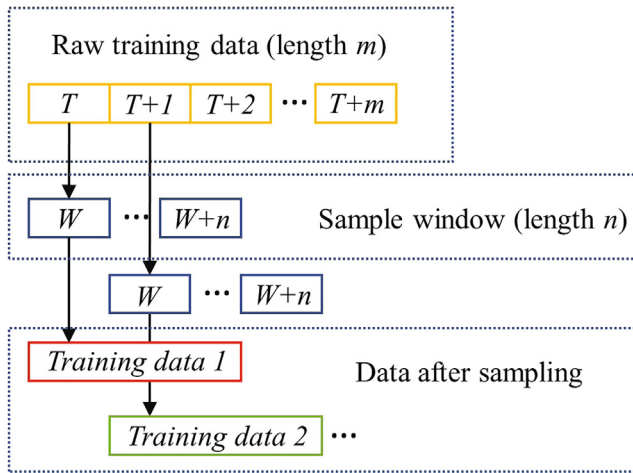 Raw training data (length m)
T T+1 T+2 ··· T+m
W ··· W+n
Sample window (length n)
W ··· W+n
Training data 1
Data after sampling
Training data 2 ···